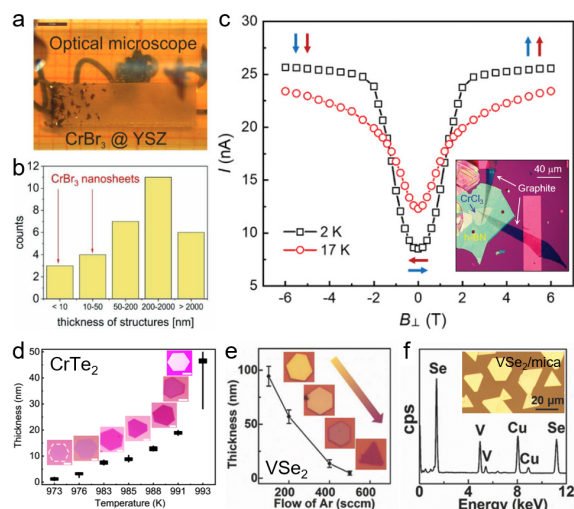 a
Optical microscope
CrBr₃ @ YSZ
b
12
10
8
6
4
2
0
counts
CrBr₃ nanosheets
< 10
10-50
50-200
200-2000
> 2000
thickness of structures [nm]
c
30
25
20
15
10
5
I (nA)
2 K
17 K
40 μm
Graphite
CrCl₃
hBN
-6
-4
-2
0
2
4
6
B⊥ (T)
d
CrTe₂
50
40
30
20
10
0
Thickness (nm)
973
976
983
985
988
991
993
Temperature (K)
e
100
50
0
Thickness (nm)
VSe₂
200
400
Flow of Ar (sccm)
f
VSe₂/mica
20 μm
cps
Se
V
V
Cu
Cu
Se
0
4
8
12
Energy (keV)